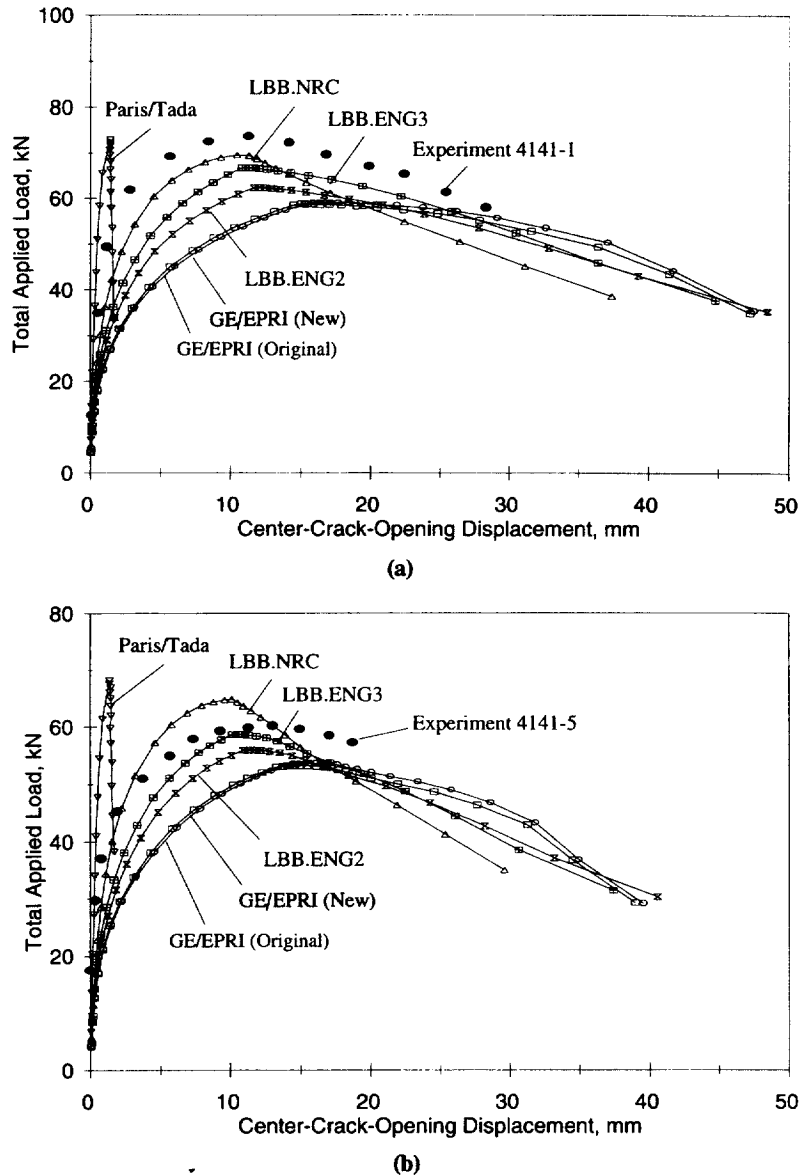 100
80
60
40
20
0
Total Applied Load, kN
Paris/Tada
LBB.NRC
LBB.ENG3
Experiment 4141-1
LBB.ENG2
GE/EPRI (New)
GE/EPRI (Original)
0 10 20 30 40 50
Center-Crack-Opening Displacement, mm
(a)
80
60
40
20
0
Total Applied Load, kN
Paris/Tada
LBB.NRC
LBB.ENG3
Experiment 4141-5
LBB.ENG2
GE/EPRI (New)
GE/EPRI (Original)
0 10 20 30 40 50
Center-Crack-Opening Displacement, mm
(b)